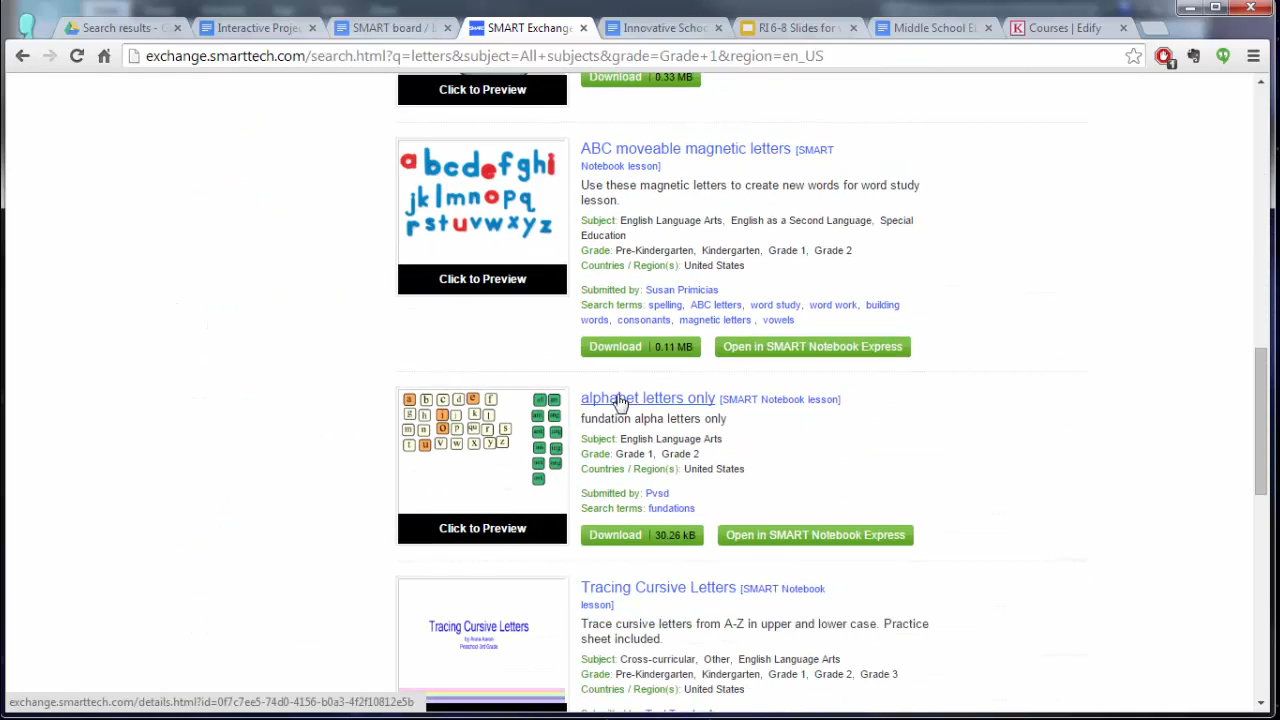 Search results - G
Interactive Proje
SMART board / I
SMART Exchange
Innovative Schoo
RI6-8 Slides for
Middle School EL
Courses | Edify
exchange.smarttech.com/search.html?q=letters&subject=All+subjects&grade=Grade+1&region=en_US
Click to Preview
Download 0.33 MB
a b c d e f g h i
j k l m n o p q
r s t u v w x y z
Click to Preview
ABC moveable magnetic letters [SMART
Notebook lesson]
Use these magnetic letters to create new words for word study
lesson.
Subject: English Language Arts, English as a Second Language, Special
Education
Grade: Pre-Kindergarten, Kindergarten, Grade 1, Grade 2
Countries / Region(s): United States
Submitted by: Susan Primicias
Search terms: spelling, ABC letters, word study, word work, building
words, consonants, magnetic letters , vowels
Download 0.11 MB Open in SMART Notebook Express
a b c d e f
g h i j k l
m n o p qu r s
t u v w x y z
Click to Preview
alphabet letters only [SMART Notebook lesson]
fundation alpha letters only
Subject: English Language Arts
Grade: Grade 1, Grade 2
Countries / Region(s): United States
Submitted by: Pvsd
Search terms: fundations
Download 30.26 kB Open in SMART Notebook Express
Tracing Cursive Letters
Tracing Cursive Letters [SMART Notebook
lesson]
Trace cursive letters from A-Z in upper and lower case. Practice
sheet included.
Subject: Cross-curricular, Other, English Language Arts
Grade: Pre-Kindergarten, Kindergarten, Grade 1, Grade 2, Grade 3
Countries / Region(s): United States
exchange.smarttech.com/details.html?id=0f7c7ee5-74d0-4156-b0a3-4f2f10812e5b